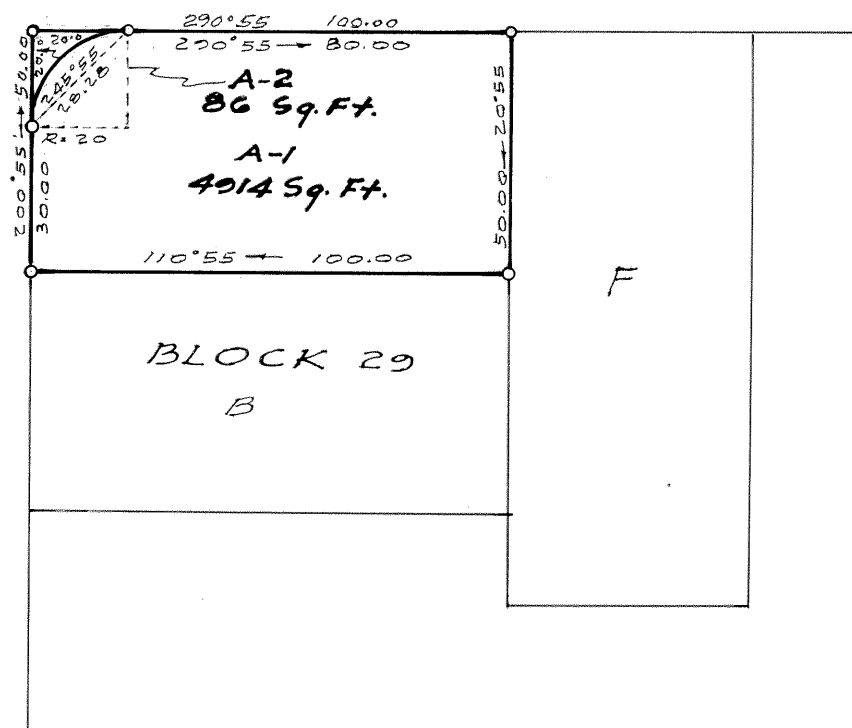 290°55 100.00
290°55 → 80.00
20.0
20.0
245°55
28.28
A-2
86 Sq.Ft.
R=20
A-1
4914 Sq.Ft.
200°55 → 50.00
30.00
50.00 ← 20°55
110°55 ← 100.00
F
BLOCK 29
B